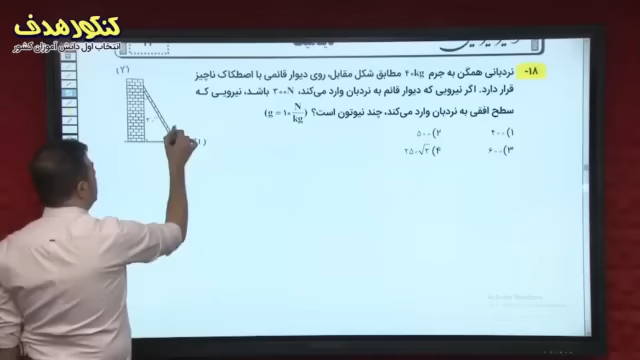 کنکور هدف
انتخاب اول دانش آموزان کشور
۱۸- نردبانی همگن به جرم ۴۰kg مطابق شکل مقابل، روی دیوار قائمی با اصطکاک ناچیز
قرار دارد. اگر نیرویی که دیوار قائم به نردبان وارد می‌کند، ۳۰۰N باشد، نیرویی که
سطح افقی به نردبان وارد می‌کند، چند نیوتون است؟ (g = ۱۰ N/kg)
(۲)
۱) ۴۰۰
۲) ۵۰۰
۳) ۶۰۰
Activate Windows